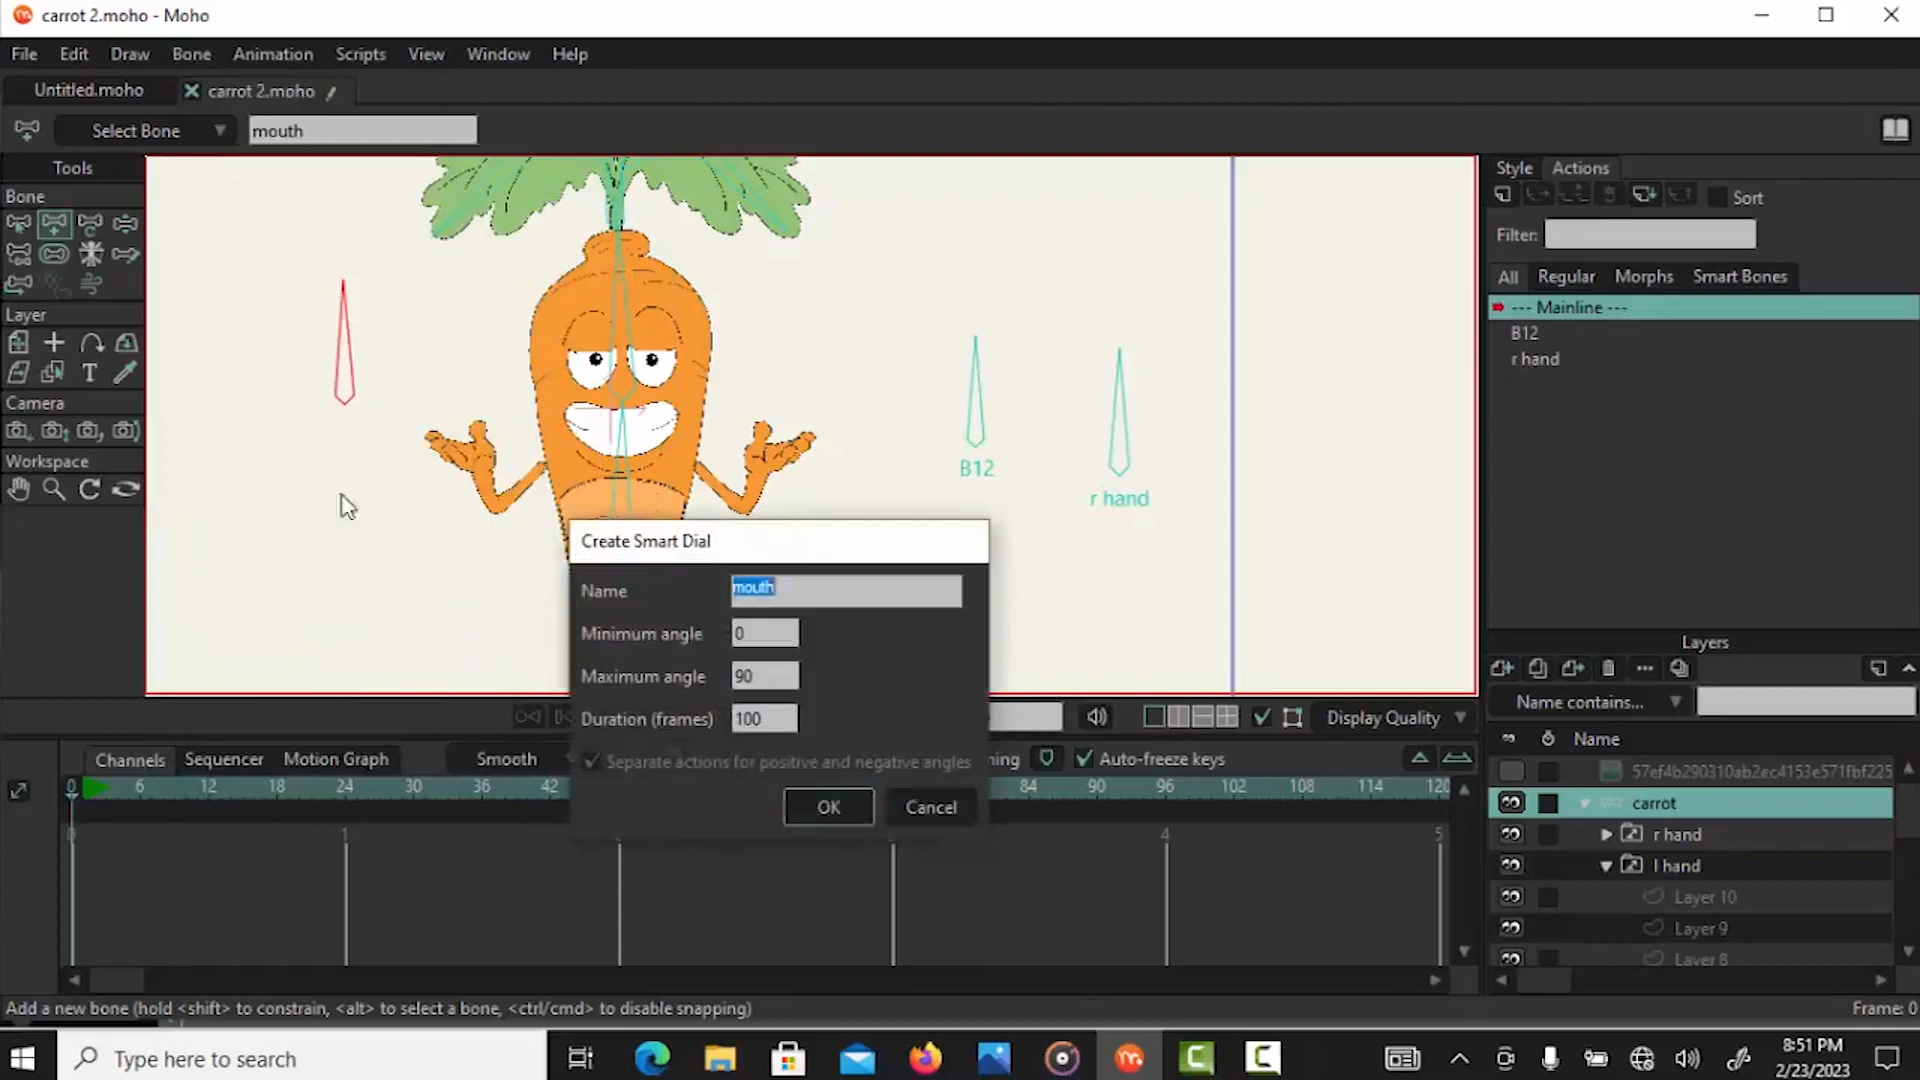 carrot 2.moho - Moho
File Edit Draw Bone Animation Scripts View Window Help
Untitled.moho carrot 2.moho
Select Bone mouth
Tools
Bone
Layer
T
Camera
Workspace
B12
r hand
Style Actions
Sort
Filter:
All Regular Morphs Smart Bones
--- Mainline ---
B12
r hand
Create Smart Dial
Name mouth
Minimum angle 0
Maximum angle 90
Duration (frames) 100
Separate actions for positive and negative angles
OK Cancel
Display Quality
Channels Sequencer Motion Graph Smooth Auto-freeze keys
0 6 12 18 24 30 36 42 84 90 96 102 108 114 120
0 1 4 5
Layers
Name contains...
Name
57ef4b290310ab2ec4153e571fbf225
carrot
r hand
l hand
Layer 10
Layer 9
Layer 8
Add a new bone (hold <shift> to constrain, <alt> to select a bone, <ctrl/cmd> to disable snapping)
Frame: 0
Type here to search
8:51 PM
2/23/2023